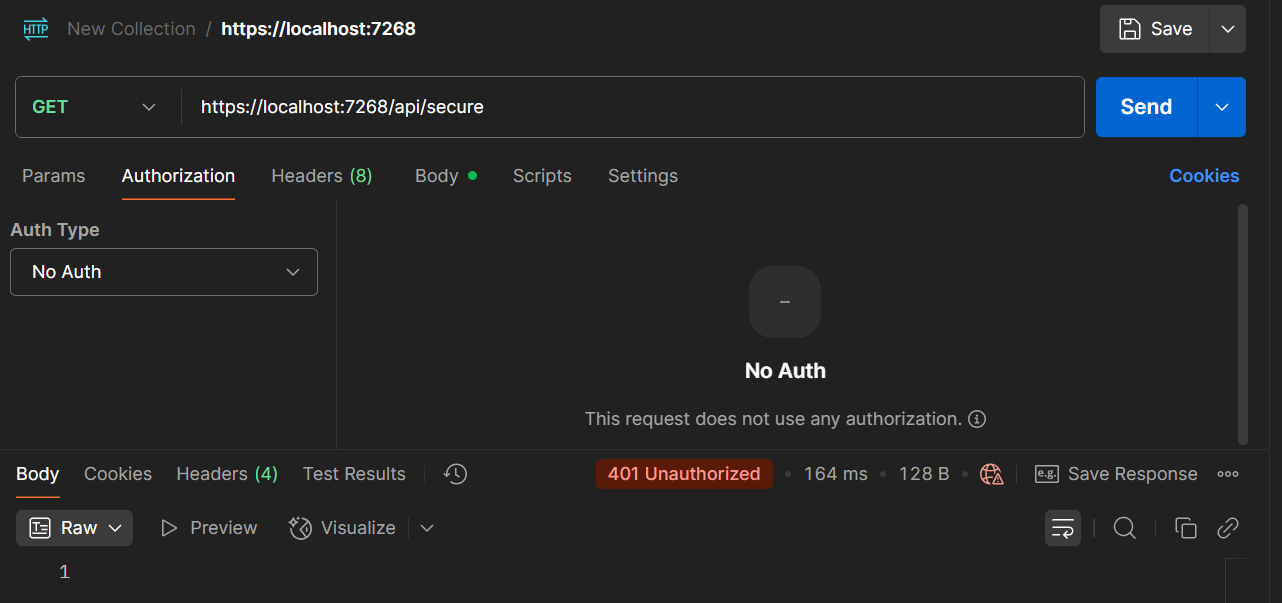 HTTP New Collection / https://localhost:7268 Save
GET https://localhost:7268/api/secure Send
Params Authorization Headers (8) Body Scripts Settings Cookies
Auth Type
No Auth
No Auth
This request does not use any authorization.
Body Cookies Headers (4) Test Results 401 Unauthorized • 164 ms • 128 B • e.g. Save Response
Raw Preview Visualize
1